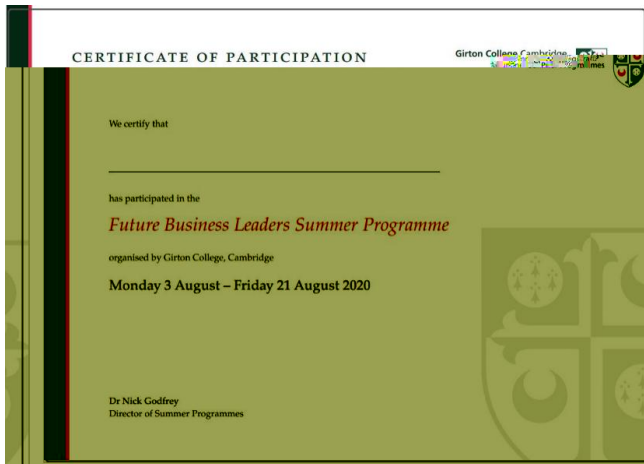 CERTIFICATE OF PARTICIPATION
Girton College Cambridge
We certify that
has participated in the
Future Business Leaders Summer Programme
organised by Girton College, Cambridge
Monday 3 August – Friday 21 August 2020
Dr Nick Godfrey
Director of Summer Programmes